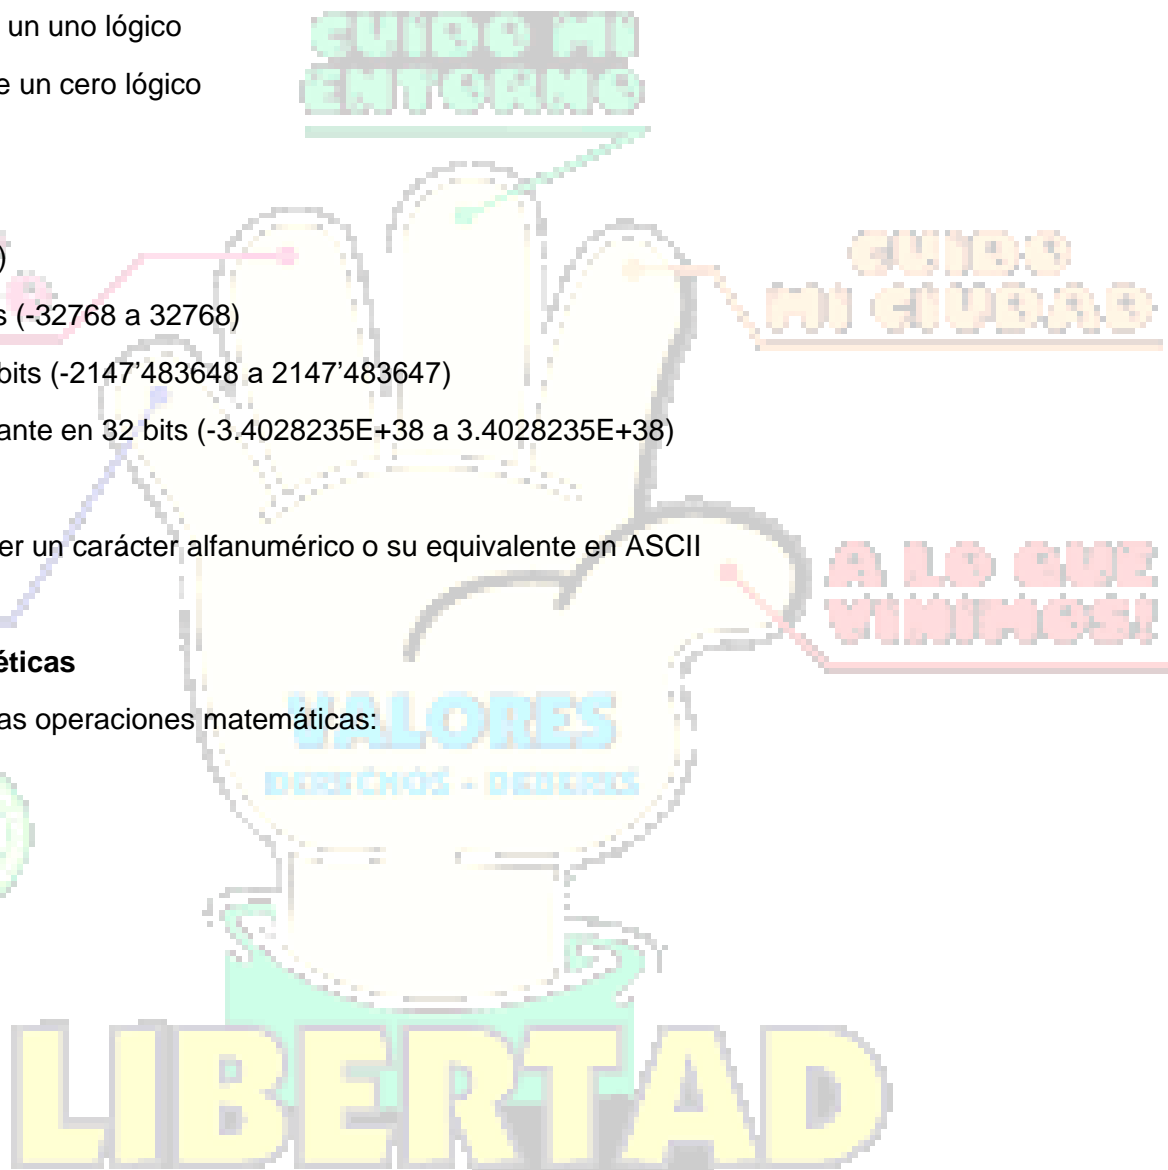 un uno lógico
CUIDO MI
ENTORNO
e un cero lógico
)
CUIDO
MI CIUDAD
s (-32768 a 32768)
bits (-2147’483648 a 2147’483647)
ante en 32 bits (-3.4028235E+38 a 3.4028235E+38)
er un carácter alfanumérico o su equivalente en ASCII
A LO QUE
VINIMOS!
éticas
VALORES
as operaciones matemáticas:
DERECHOS - DEBERES
LIBERTAD